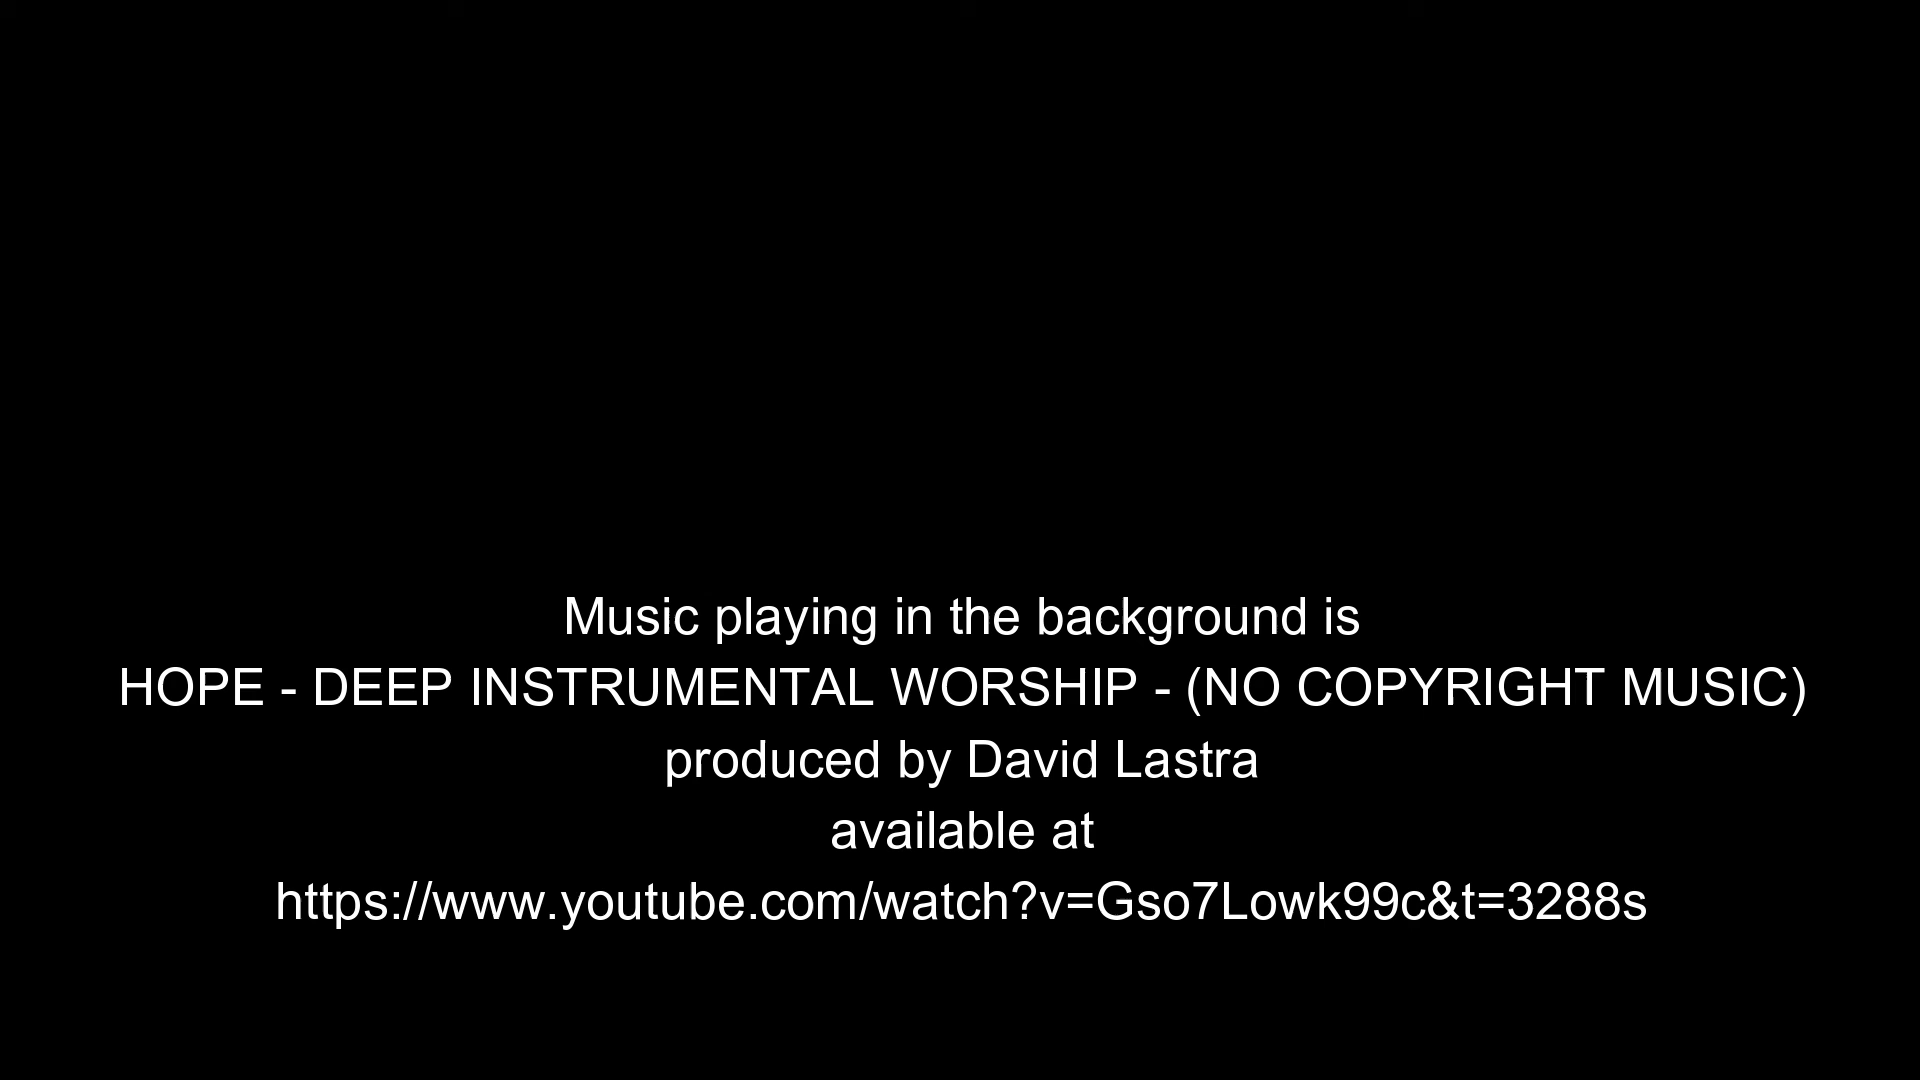 Music playing in the background is
HOPE - DEEP INSTRUMENTAL WORSHIP - (NO COPYRIGHT MUSIC)
produced by David Lastra
available at
https://www.youtube.com/watch?v=Gso7Lowk99c&t=3288s